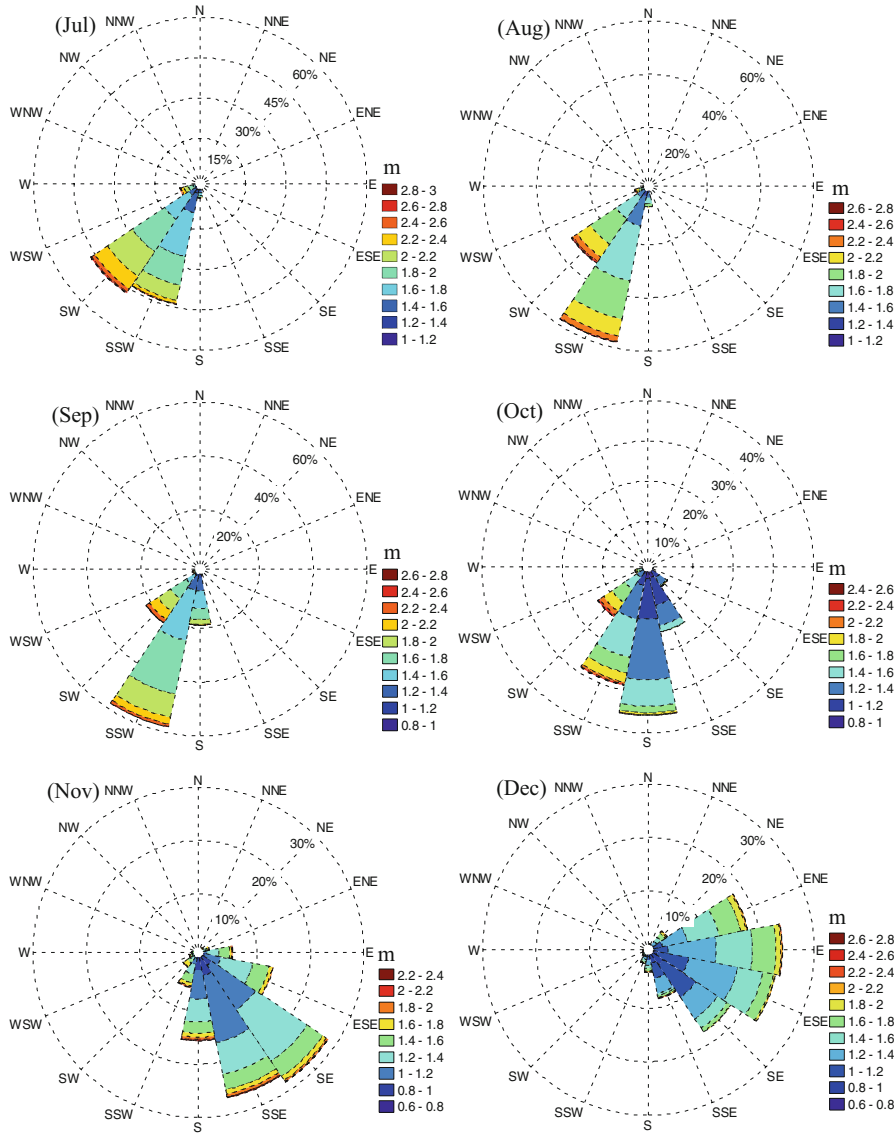 (Jul)
N
NNE
NE
ENE
E
ESE
SE
SSE
S
SSW
SW
WSW
W
WNW
NW
NNW
15%
30%
45%
60%
m
2.8 - 3
2.6 - 2.8
2.4 - 2.6
2.2 - 2.4
2 - 2.2
1.8 - 2
1.6 - 1.8
1.4 - 1.6
1.2 - 1.4
1 - 1.2
(Aug)
N
NNE
NE
ENE
E
ESE
SE
SSE
S
SSW
SW
WSW
W
WNW
NW
NNW
20%
40%
60%
m
2.6 - 2.8
2.4 - 2.6
2.2 - 2.4
2 - 2.2
1.8 - 2
1.6 - 1.8
1.4 - 1.6
1.2 - 1.4
1 - 1.2
(Sep)
N
NNE
NE
ENE
E
ESE
SE
SSE
S
SSW
SW
WSW
W
WNW
NW
NNW
20%
40%
60%
m
2.6 - 2.8
2.4 - 2.6
2.2 - 2.4
2 - 2.2
1.8 - 2
1.6 - 1.8
1.4 - 1.6
1.2 - 1.4
1 - 1.2
0.8 - 1
(Oct)
N
NNE
NE
ENE
E
ESE
SE
SSE
S
SSW
SW
WSW
W
WNW
NW
NNW
10%
20%
30%
40%
m
2.4 - 2.6
2.2 - 2.4
2 - 2.2
1.8 - 2
1.6 - 1.8
1.4 - 1.6
1.2 - 1.4
1 - 1.2
0.8 - 1
(Nov)
N
NNE
NE
ENE
E
ESE
SE
SSE
S
SSW
SW
WSW
W
WNW
NW
NNW
10%
20%
30%
m
2.2 - 2.4
2 - 2.2
1.8 - 2
1.6 - 1.8
1.4 - 1.6
1.2 - 1.4
1 - 1.2
0.8 - 1
0.6 - 0.8
(Dec)
N
NNE
NE
ENE
E
ESE
SE
SSE
S
SSW
SW
WSW
W
WNW
NW
NNW
10%
20%
30%
m
2.6 - 2.8
2.4 - 2.6
2.2 - 2.4
2 - 2.2
1.8 - 2
1.6 - 1.8
1.4 - 1.6
1.2 - 1.4
1 - 1.2
0.8 - 1
0.6 - 0.8